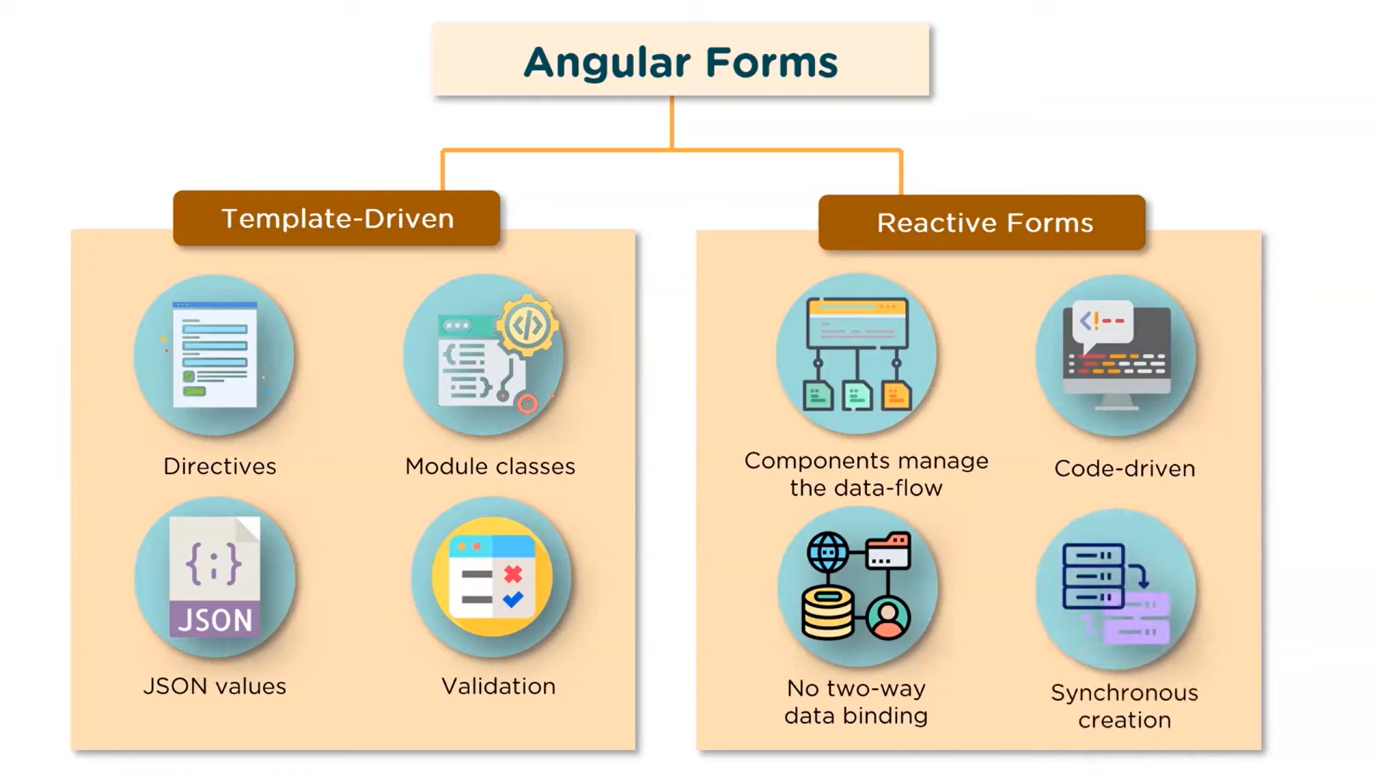 Angular Forms
Template-Driven
Reactive Forms
Directives
Module classes
JSON
JSON values
Validation
Components manage
the data-flow
<!--
Code-driven
No two-way
data binding
Synchronous
creation